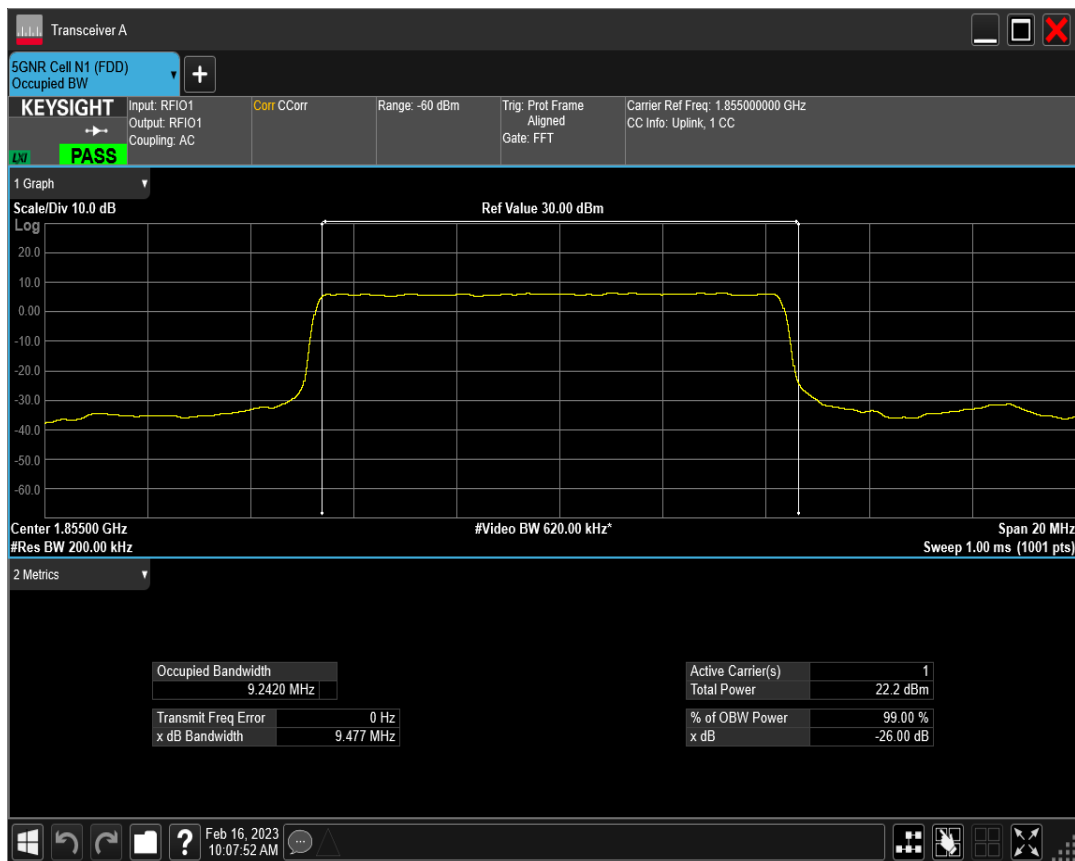 Transceiver A
5GNR Cell N1 (FDD)
Occupied BW
+
KEYSIGHT
LXI
PASS
Input: RFIO1
Output: RFIO1
Coupling: AC
Corr CCorr
Range: -60 dBm
Trig: Prot Frame
Aligned
Gate: FFT
Carrier Ref Freq: 1.855000000 GHz
CC Info: Uplink, 1 CC
1 Graph
Scale/Div 10.0 dB
Ref Value 30.00 dBm
Log
20.0
10.0
0.00
-10.0
-20.0
-30.0
-40.0
-50.0
-60.0
Center 1.85500 GHz
#Video BW 620.00 kHz*
Span 20 MHz
#Res BW 200.00 kHz
Sweep 1.00 ms (1001 pts)
2 Metrics
Occupied Bandwidth
9.2420 MHz
Transmit Freq Error 0 Hz
x dB Bandwidth 9.477 MHz
Active Carrier(s) 1
Total Power 22.2 dBm
% of OBW Power 99.00 %
x dB -26.00 dB
?
Feb 16, 2023
10:07:52 AM